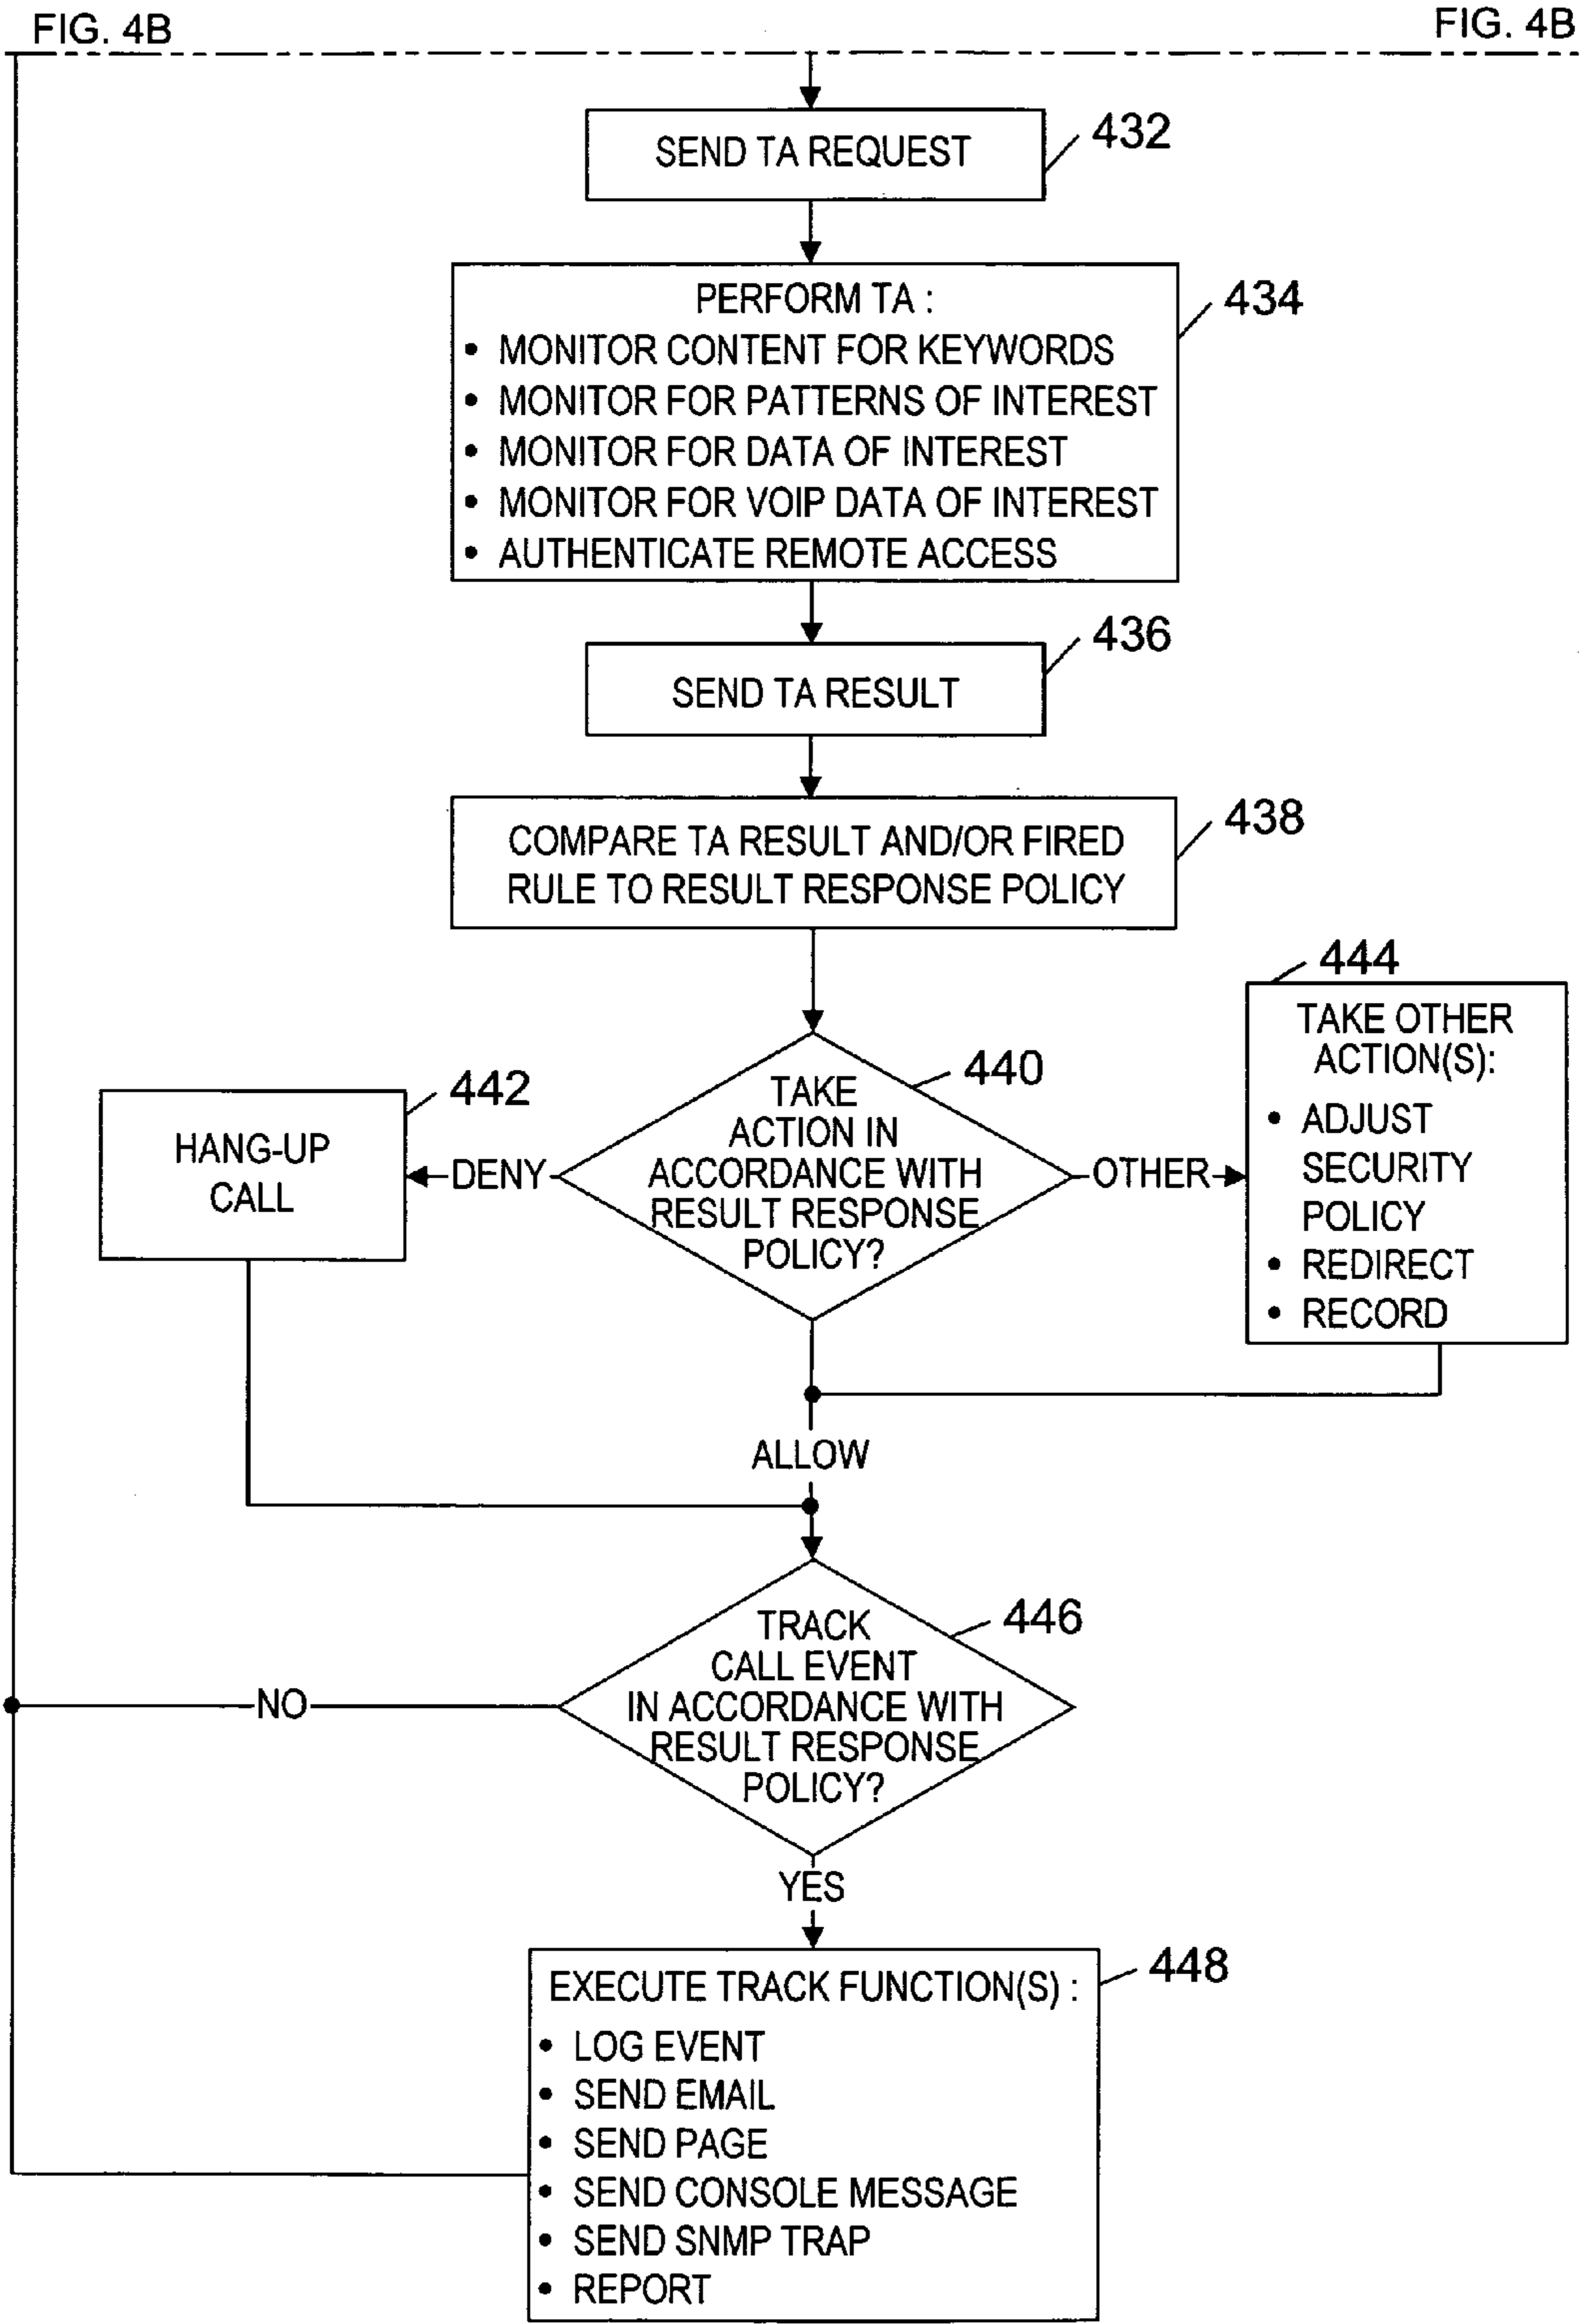 FIG. 4B
FIG. 4B
SEND TA REQUEST
432
PERFORM TA :
• MONITOR CONTENT FOR KEYWORDS
• MONITOR FOR PATTERNS OF INTEREST
• MONITOR FOR DATA OF INTEREST
• MONITOR FOR VOIP DATA OF INTEREST
• AUTHENTICATE REMOTE ACCESS
434
SEND TA RESULT
436
COMPARE TA RESULT AND/OR FIRED
RULE TO RESULT RESPONSE POLICY
438
TAKE
ACTION IN
ACCORDANCE WITH
RESULT RESPONSE
POLICY?
440
DENY
HANG-UP
CALL
442
OTHER
444
TAKE OTHER
ACTION(S):
• ADJUST
SECURITY
POLICY
• REDIRECT
• RECORD
ALLOW
TRACK
CALL EVENT
IN ACCORDANCE WITH
RESULT RESPONSE
POLICY?
446
NO
YES
EXECUTE TRACK FUNCTION(S) :
• LOG EVENT
• SEND EMAIL
• SEND PAGE
• SEND CONSOLE MESSAGE
• SEND SNMP TRAP
• REPORT
448